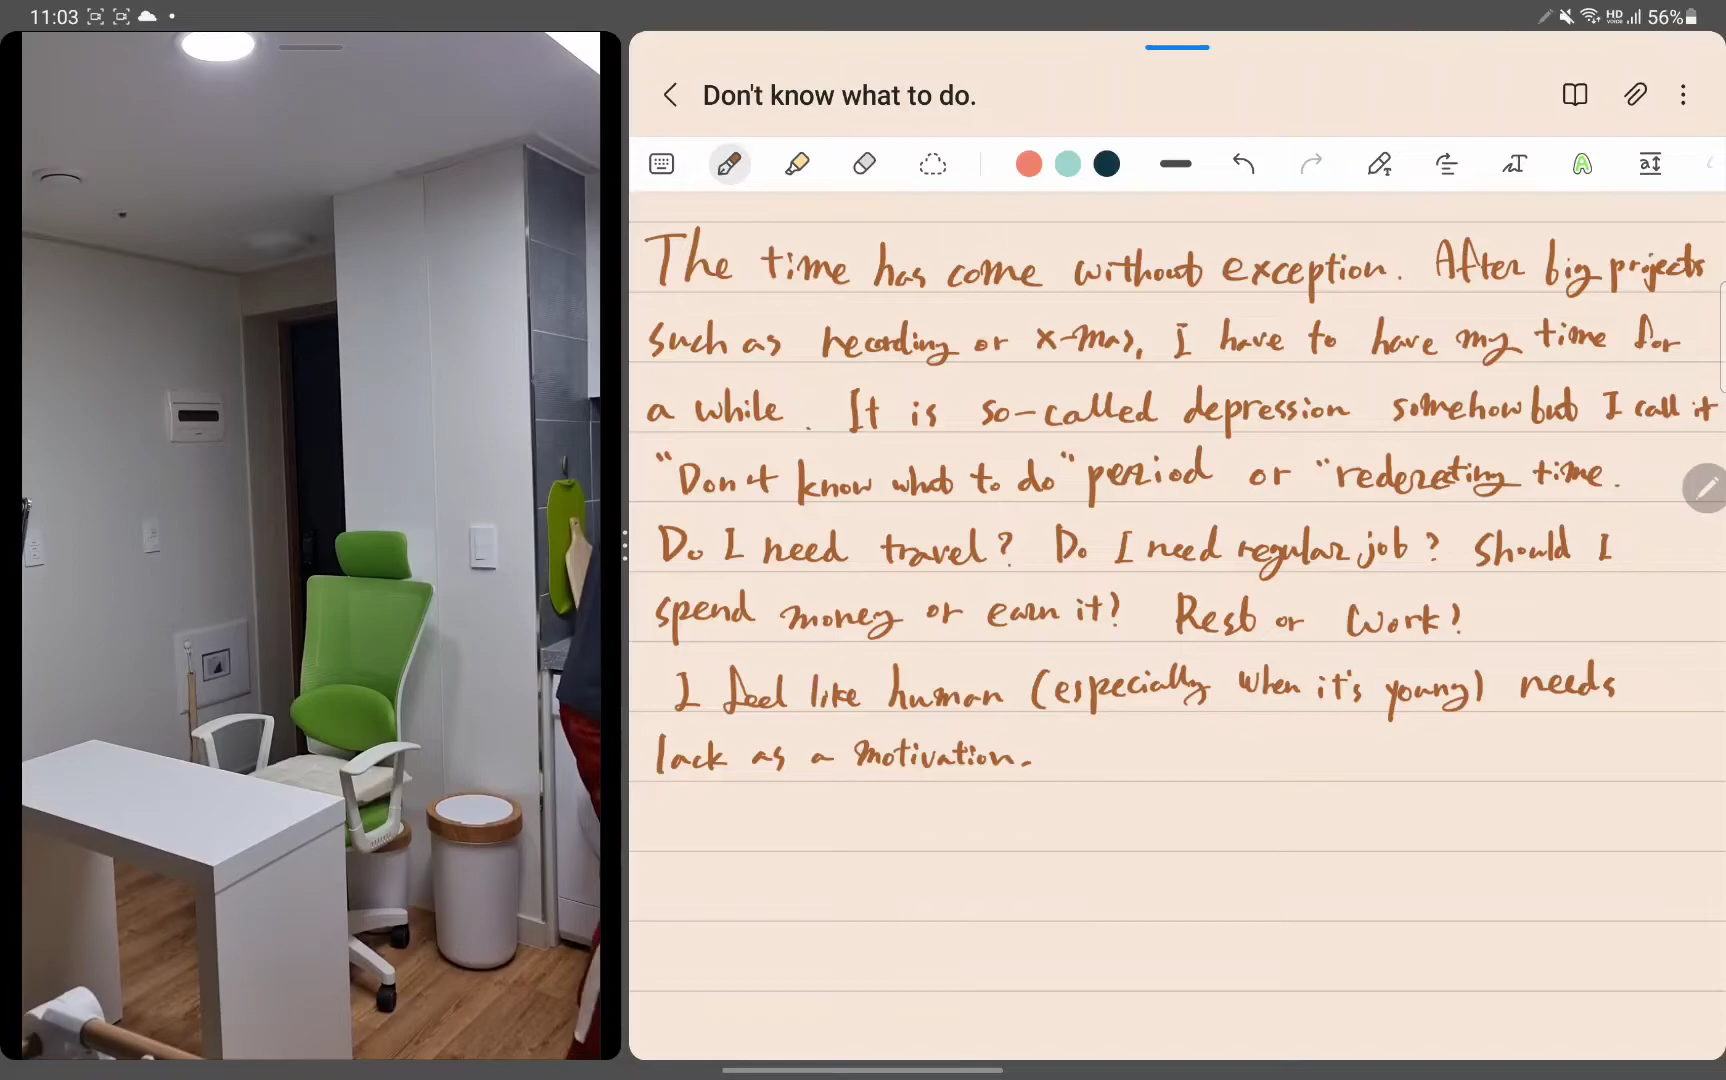 11:03
HD
VOICE
56%
Don't know what to do.
The time has come without exception. After big projects
such as recording or x-mas, I have to have my time for
a while. It is so-called depression somehow but I call it
"Don't know what to do" period or "redecating time.
Do I need travel? Do I need regular job? Should I
spend money or earn it? Rest or Work?
I feel like human (especially when it's young) needs
lack as a motivation.